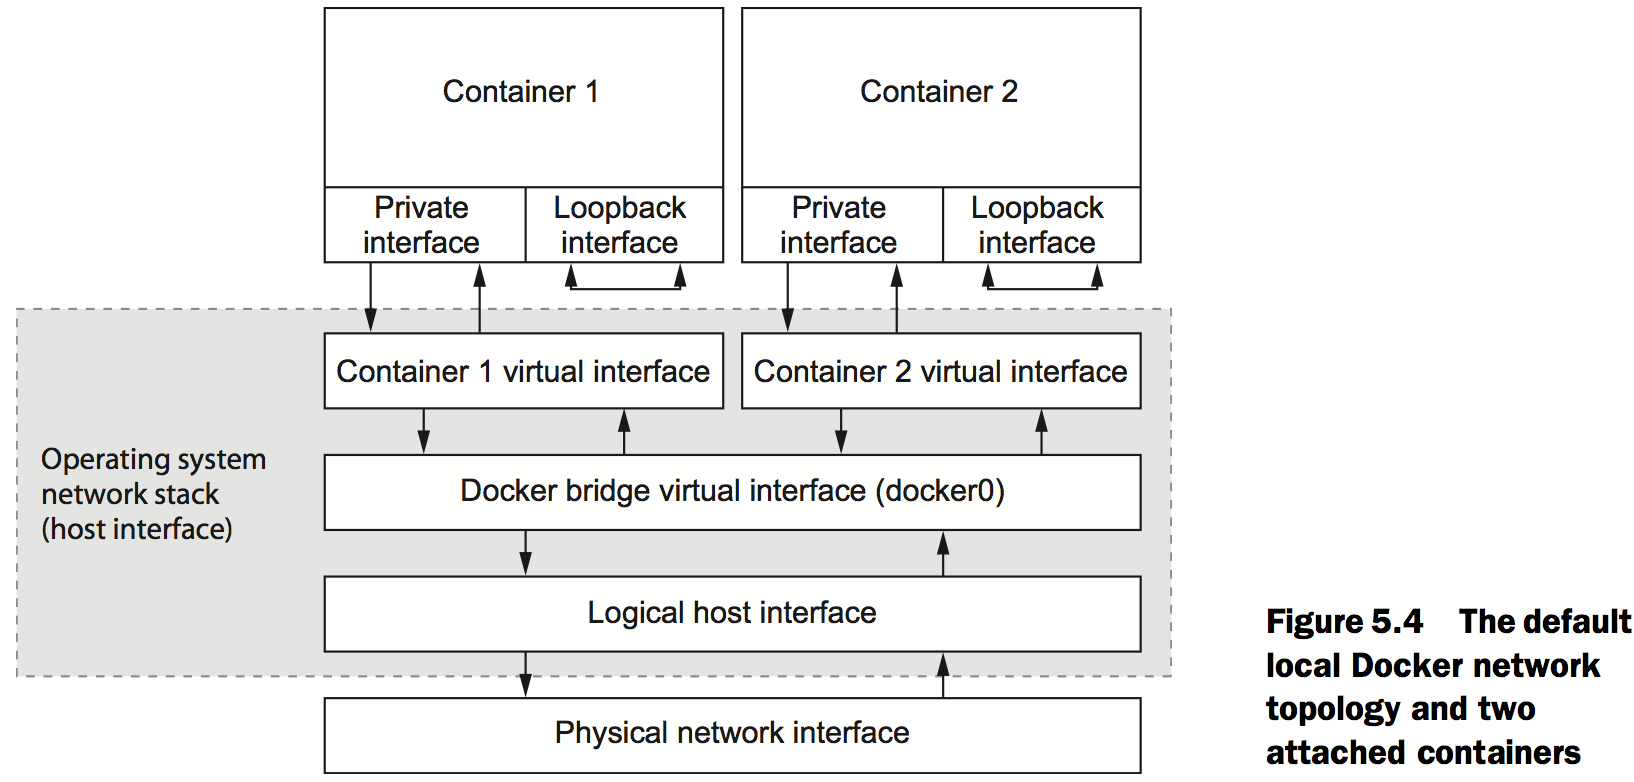 Container 1
Container 2
Private
interface
Loopback
interface
Private
interface
Loopback
interface
Container 1 virtual interface
Container 2 virtual interface
Operating system
network stack
(host interface)
Docker bridge virtual interface (docker0)
Logical host interface
Physical network interface
Figure 5.4 The default
local Docker network
topology and two
attached containers